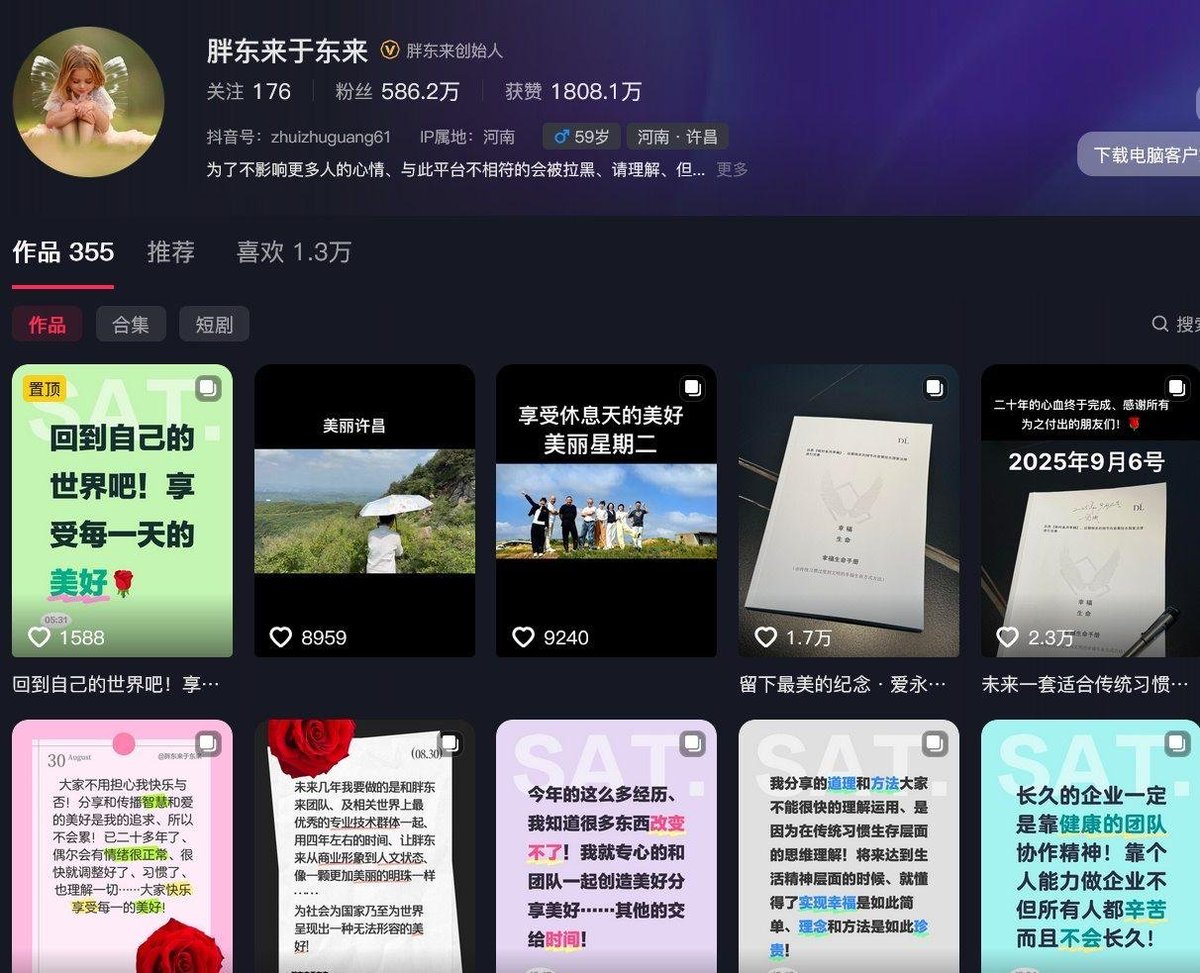 胖东来于东来 胖东来创始人
关注 176 粉丝 586.2万 获赞 1808.1万
抖音号：zhuizhuguang61 IP属地：河南 59岁 河南 · 许昌
为了不影响更多人的心情、与此平台不相符的会被拉黑、请理解、但... 更多
下载电脑客户
作品 355 推荐 喜欢 1.3万
作品 合集 短剧
搜索
置顶
SAT.
回到自己的
世界吧！享
受每一天的
美好🌹
05:31
1588
回到自己的世界吧！享…
美丽许昌
8959
享受休息天的美好
美丽星期二
9240
DL
幸福
生命
幸福生命手册
1.7万
留下最美的纪念 · 爱永…
二十年的心血终于完成、感谢所有
为之付出的朋友们！🌹
2025年9月6号
DL
幸福
生命
幸福生命手册
2.3万
未来一套适合传统习惯…
30 August @胖东来于东来
大家不用担心我快乐与
否！分享和传播智慧和爱
的美好是我的追求、所以
不会累！已二十多年了、
偶尔会有情绪很正常、很
快就调整好了、习惯了、
也理解一切……大家快乐
享受每一的美好!
(08.30)
未来几年我要做的是和胖东
来团队、及相关世界上最
优秀的专业技术群体一起、
用四年左右的时间、让胖东
来从商业形象到人文状态、
像一颗更加美丽的明珠一样
……
为社会为国家乃至为世界
呈现出一种无法形容的美
好!
SAT.
今年的这么多经历、
我知道很多东西改变
不了！我就专心的和
团队一起创造美好分
享美好……其他的交
给时间!
SAT.
我分享的道理和方法大家
不能很快的理解运用、是
因为在传统习惯生存层面
的思维理解！将来达到生
活精神层面的时候、就懂
得了实现幸福是如此简
单、理念和方法是如此珍
贵!
SAT.
长久的企业一定
是靠健康的团队
协作精神！靠个
人能力做企业不
但所有人都辛苦
而且不会长久!